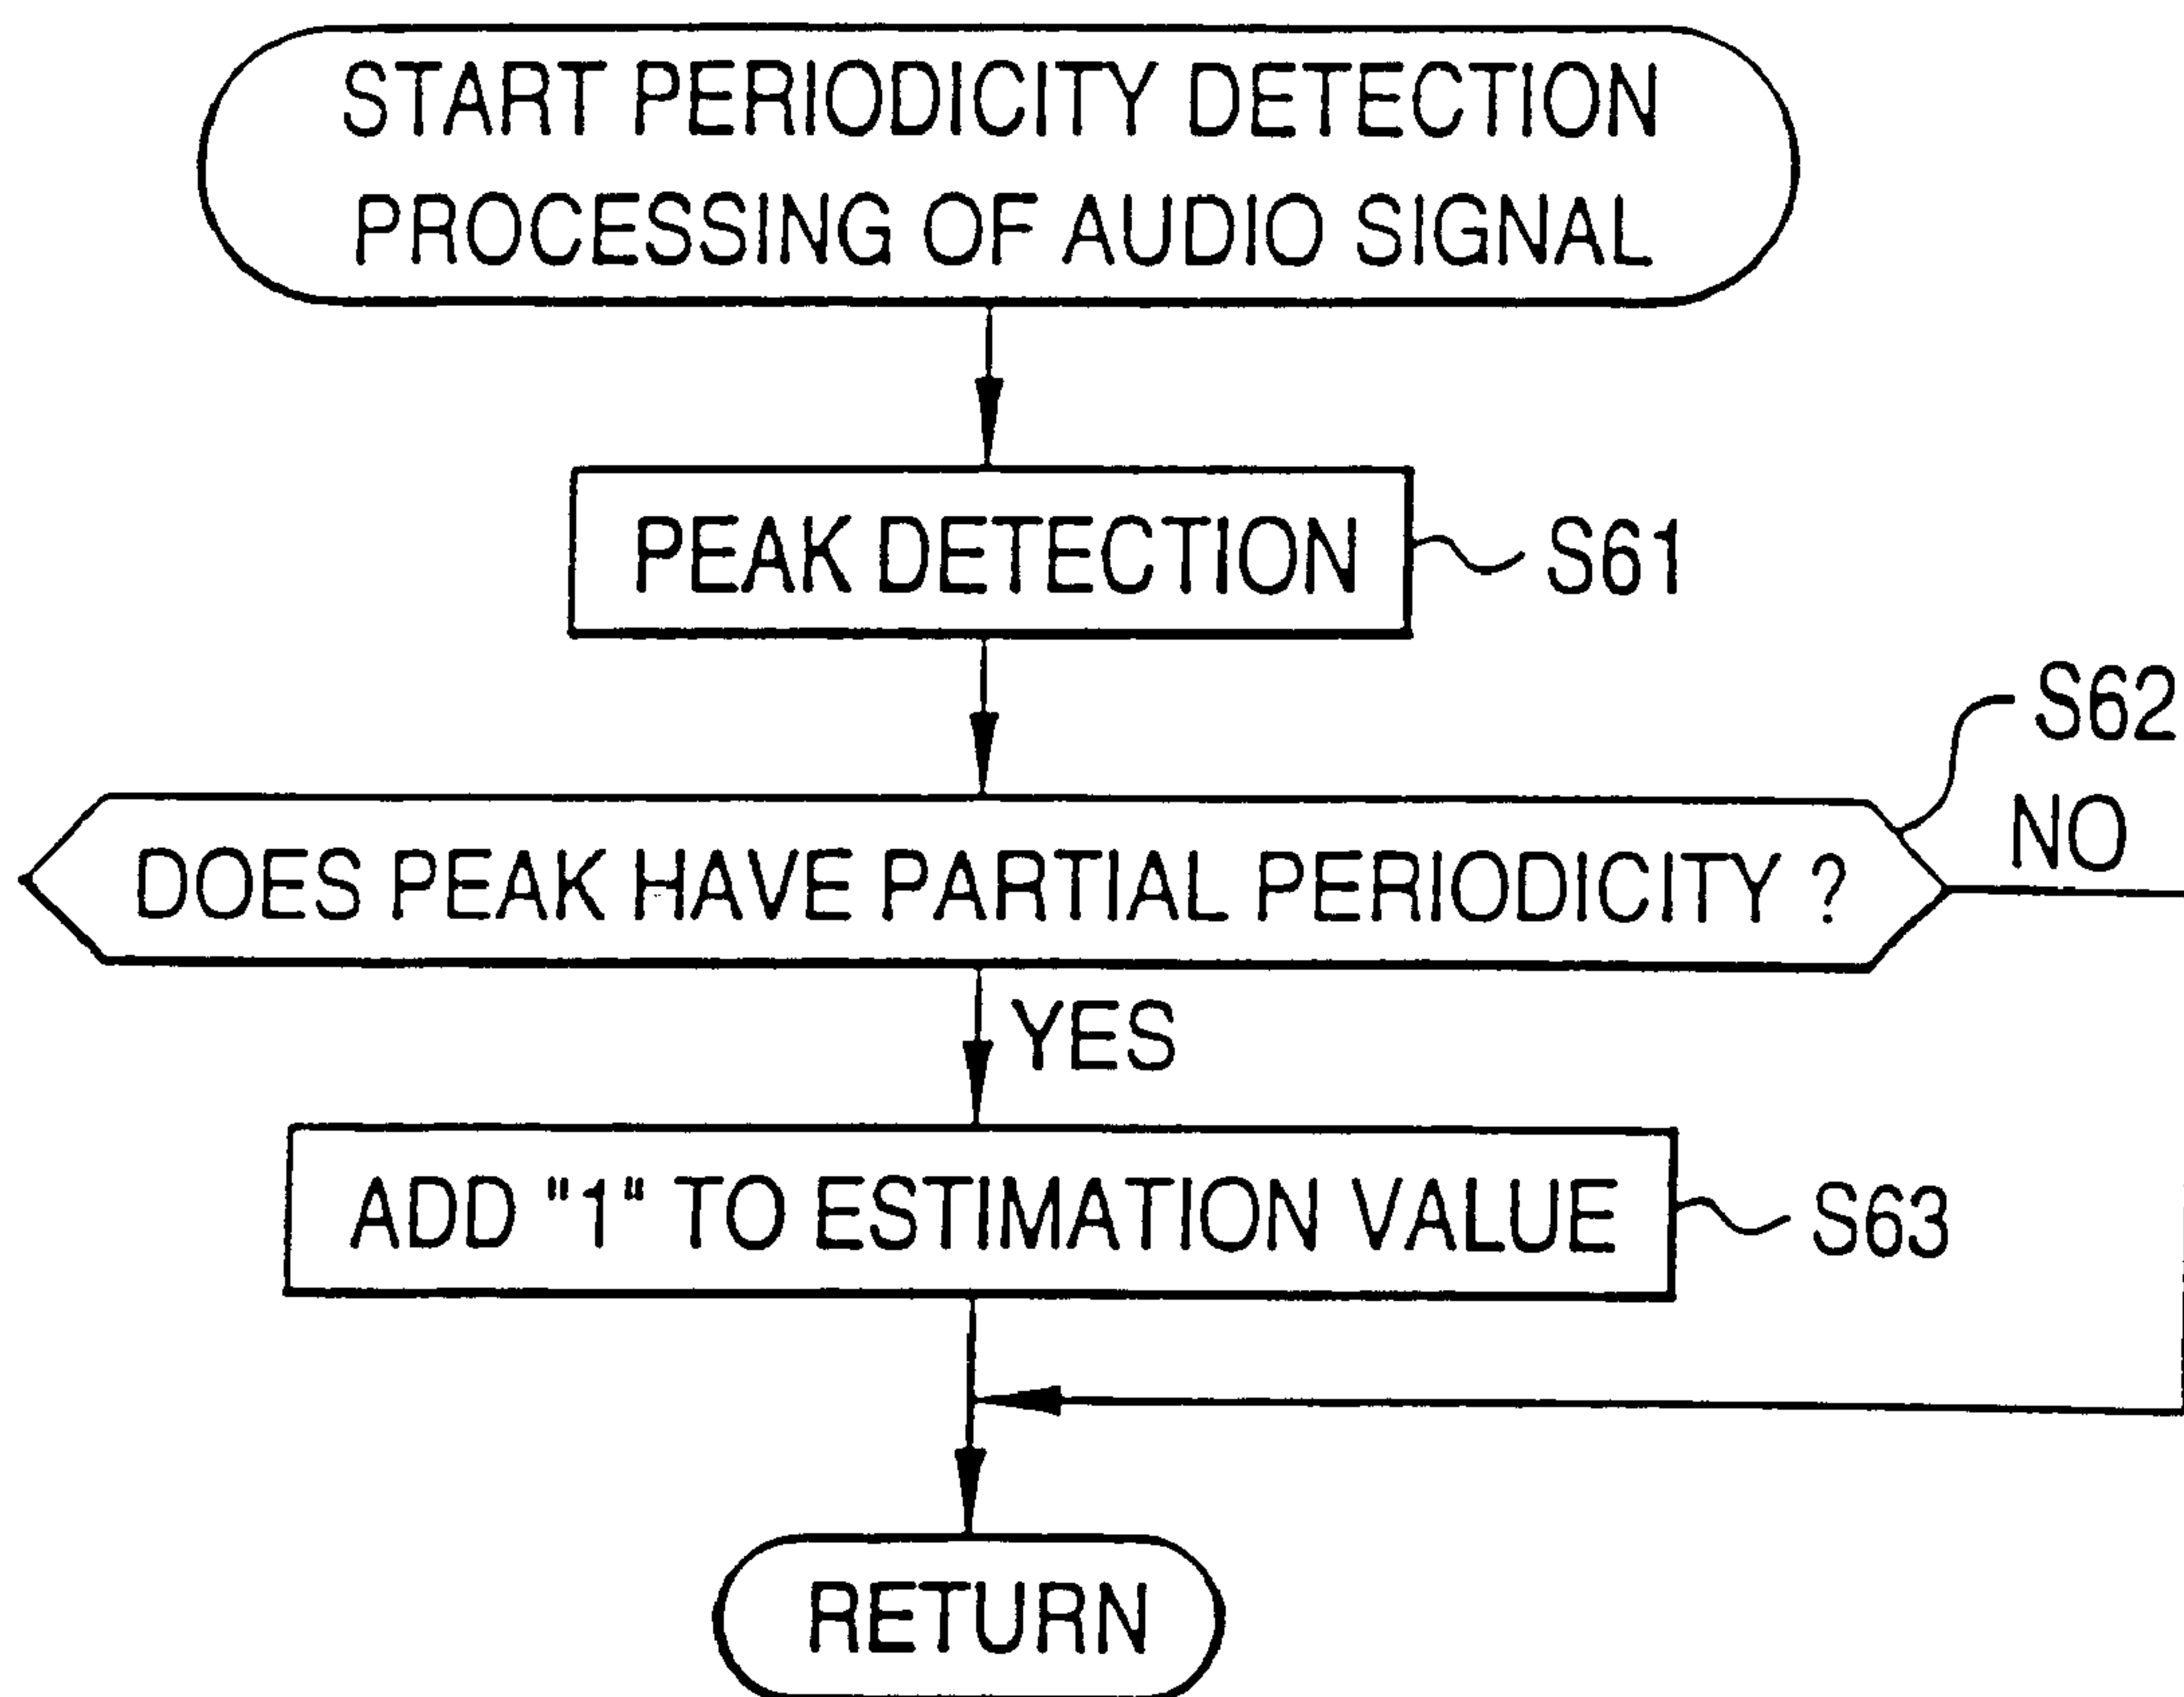 START PERIODICITY DETECTION
PROCESSING OF AUDIO SIGNAL
PEAK DETECTION
S61
S62
NO
DOES PEAK HAVE PARTIAL PERIODICITY ?
YES
ADD "1" TO ESTIMATION VALUE
S63
RETURN